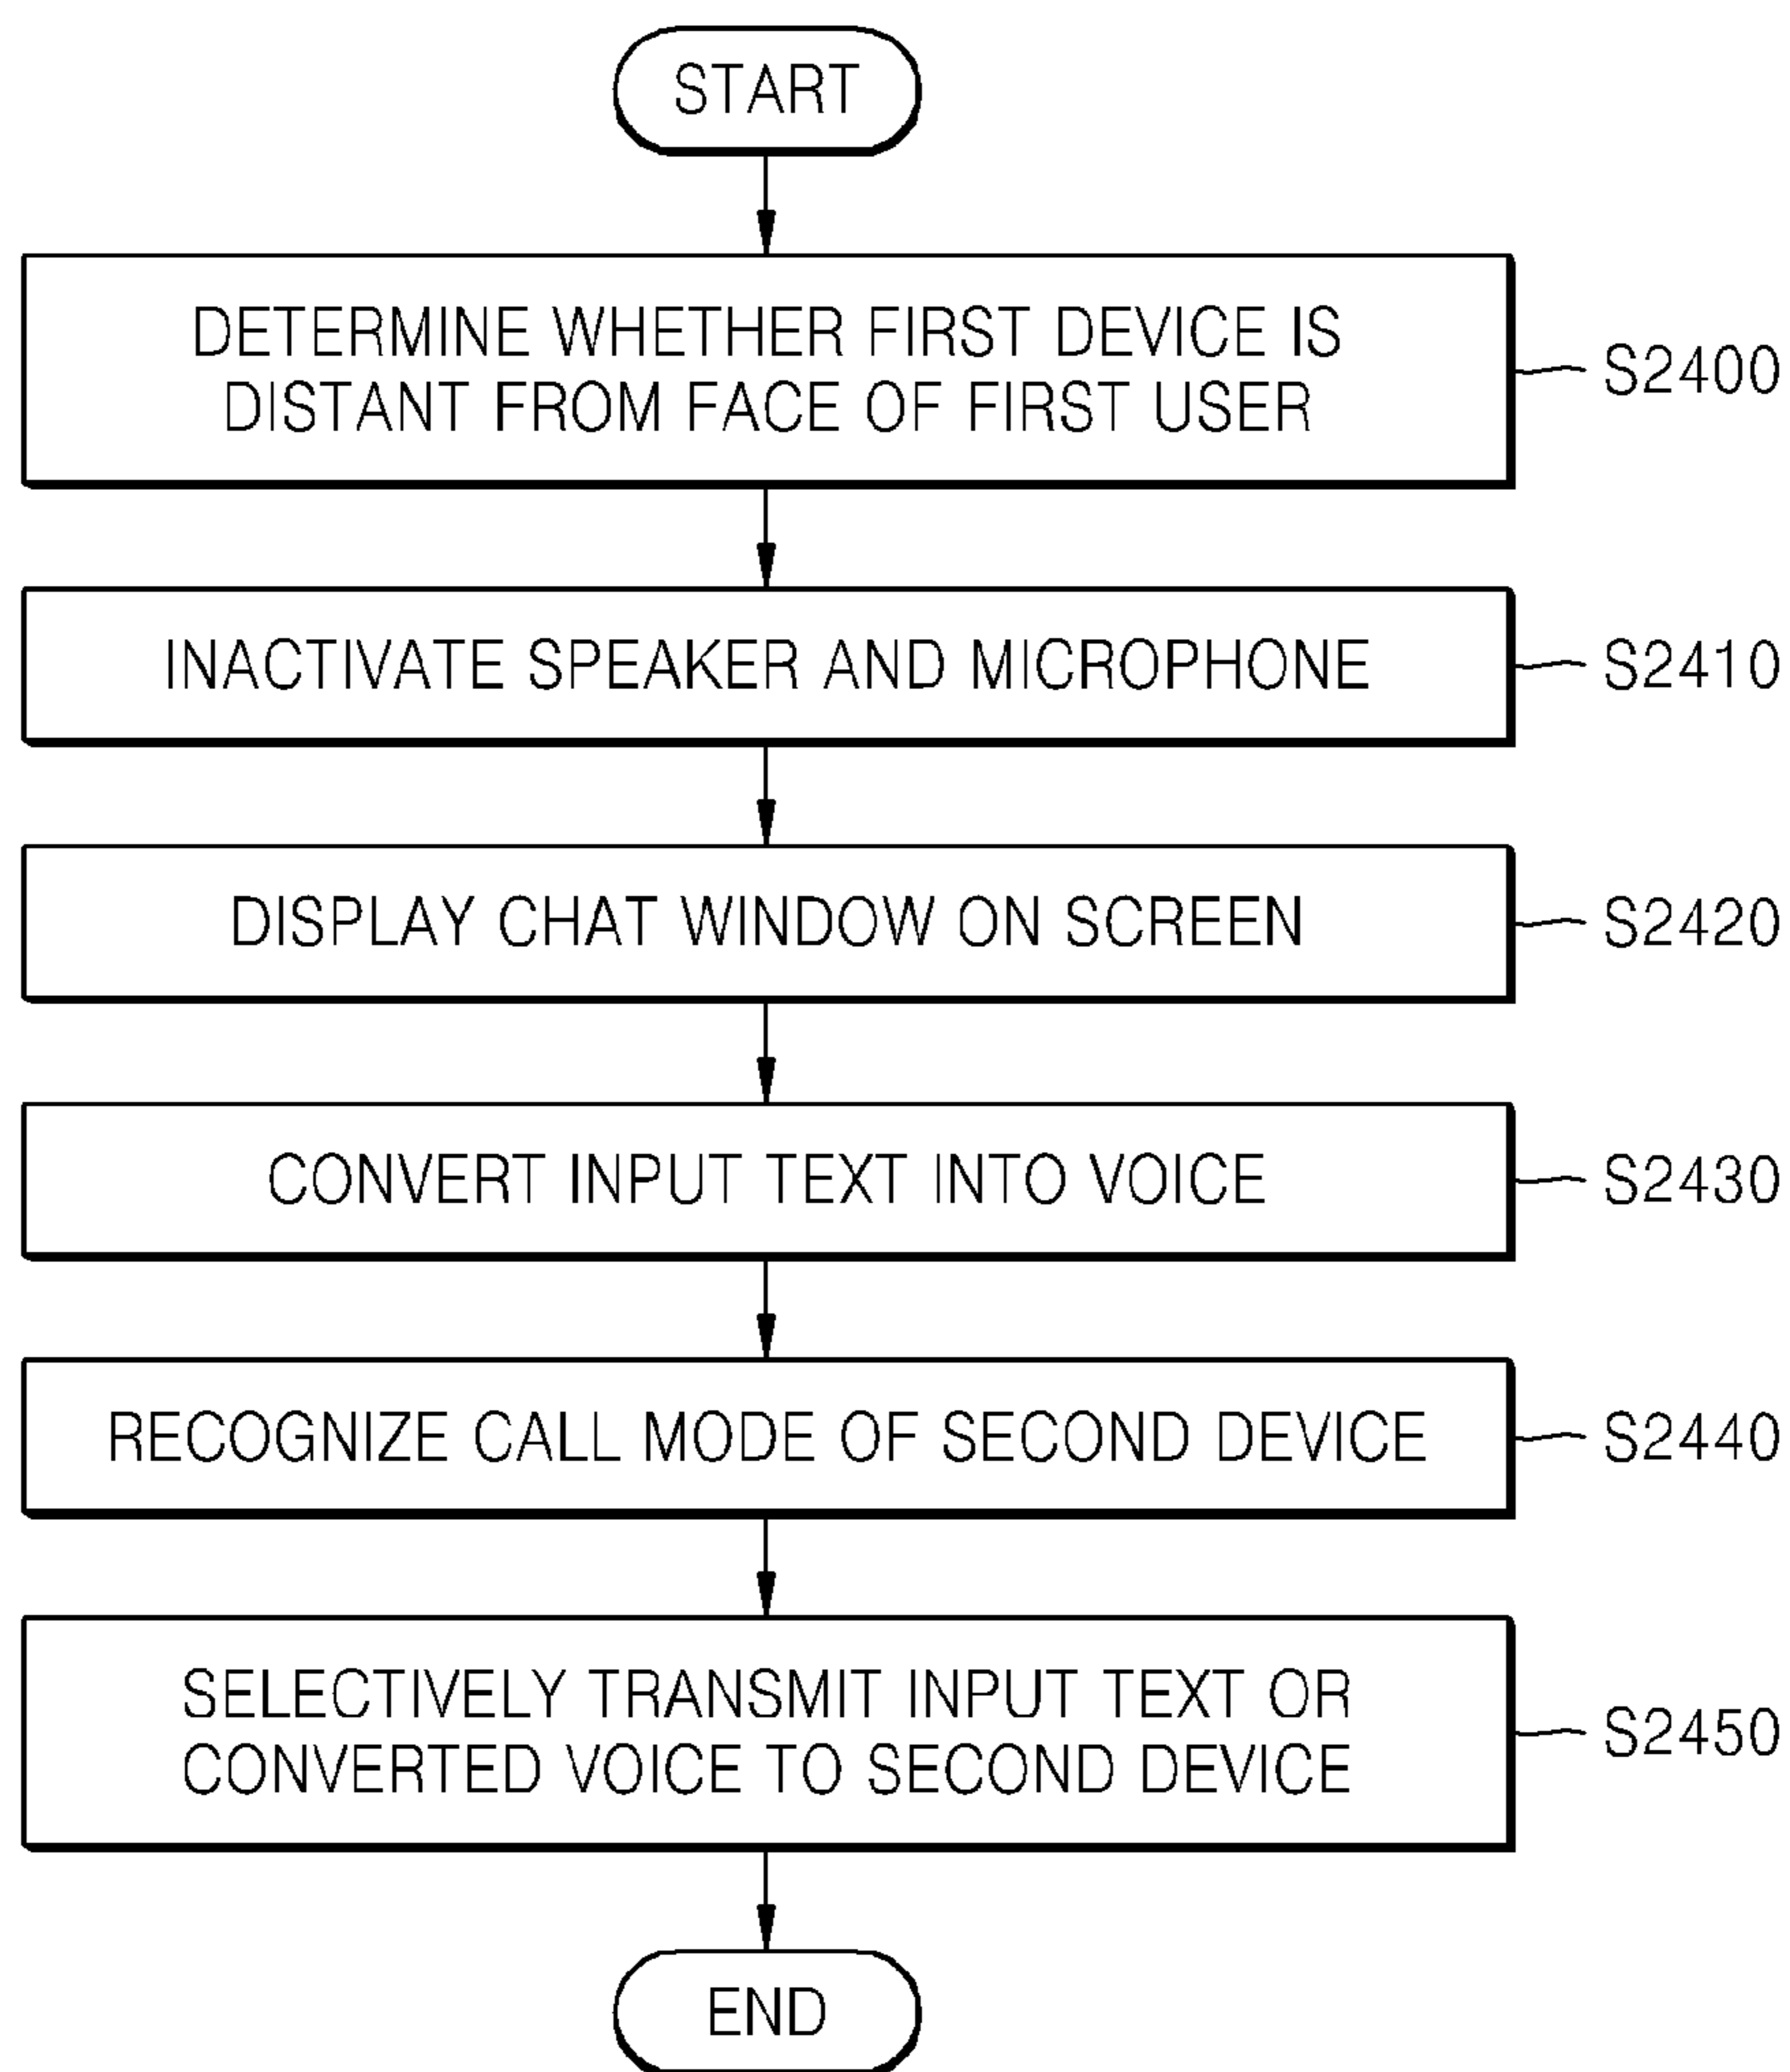 START
DETERMINE WHETHER FIRST DEVICE IS
DISTANT FROM FACE OF FIRST USER
S2400
INACTIVATE SPEAKER AND MICROPHONE
S2410
DISPLAY CHAT WINDOW ON SCREEN
S2420
CONVERT INPUT TEXT INTO VOICE
S2430
RECOGNIZE CALL MODE OF SECOND DEVICE
S2440
SELECTIVELY TRANSMIT INPUT TEXT OR
CONVERTED VOICE TO SECOND DEVICE
S2450
END